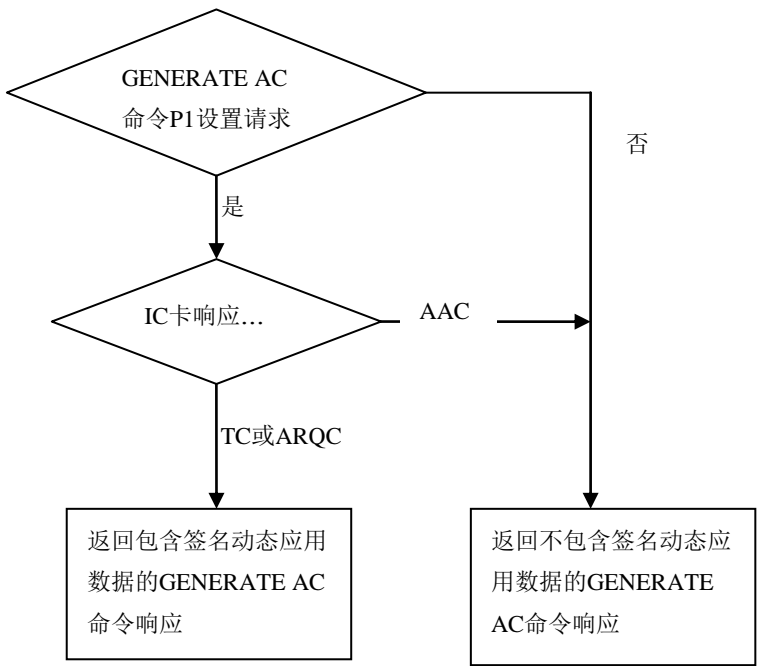 GENERATE AC
命令P1设置请求
否
是
IC卡响应…
AAC
TC或ARQC
返回包含签名动态应用
数据的GENERATE AC
命令响应
返回不包含签名动态应
用数据的GENERATE
AC命令响应